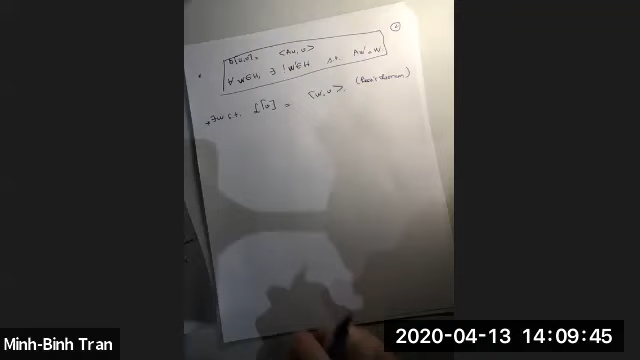 B[u,v] = <Au, v>
∀ w∈H, ∃ ! w'∈H s.t. Aw' = w.
+ ∃ w s.t. f[v] = <w, v>. (Riesz's theorem)
Minh-Binh Tran
2020-04-13 14:09:45